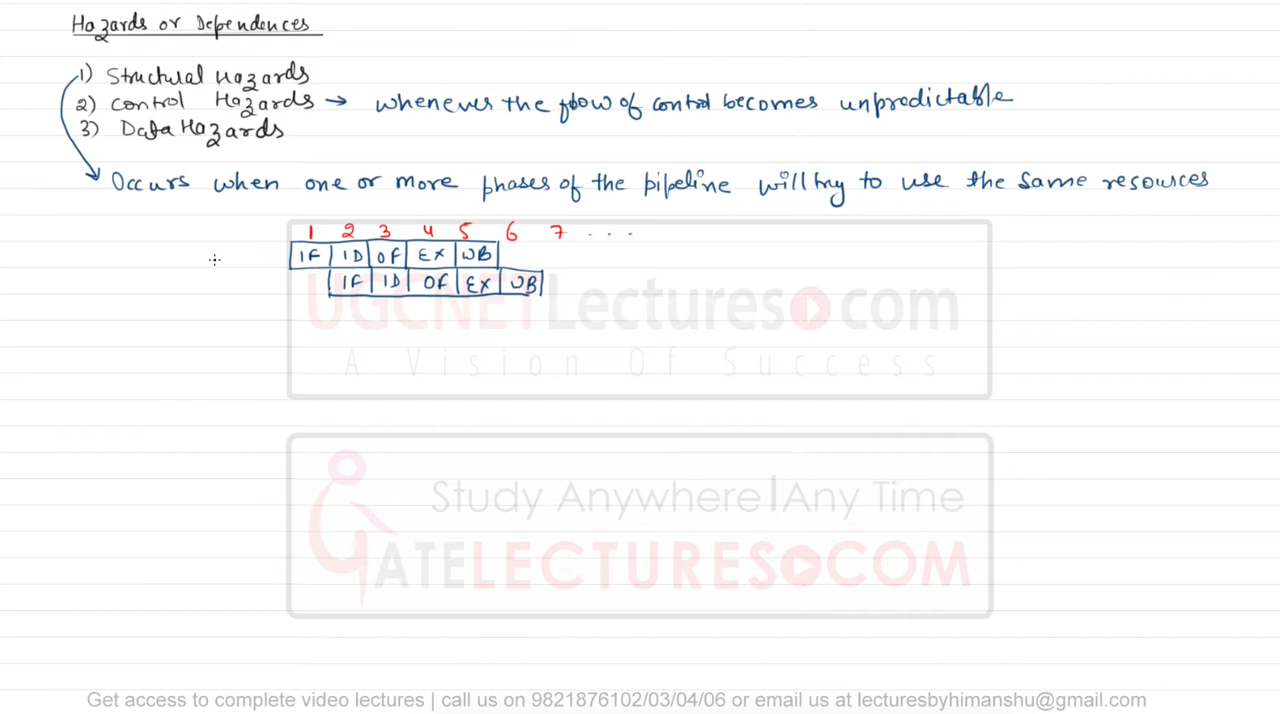 Hazards or Dependences
1) Structural Hazards
2) Control Hazards → whenever the flow of control becomes unpredictable
3) Data Hazards
Occurs when one or more phases of the pipeline will try to use the same resources
1 2 3 4 5 6 7 . . .
IF ID OF EX WB
IF ID OF EX WB
UGCNETLectures.com
A Vision Of Success
Study Anywhere|Any Time
GATELECTURES.COM
Get access to complete video lectures | call us on 9821876102/03/04/06 or email us at lecturesbyhimanshu@gmail.com